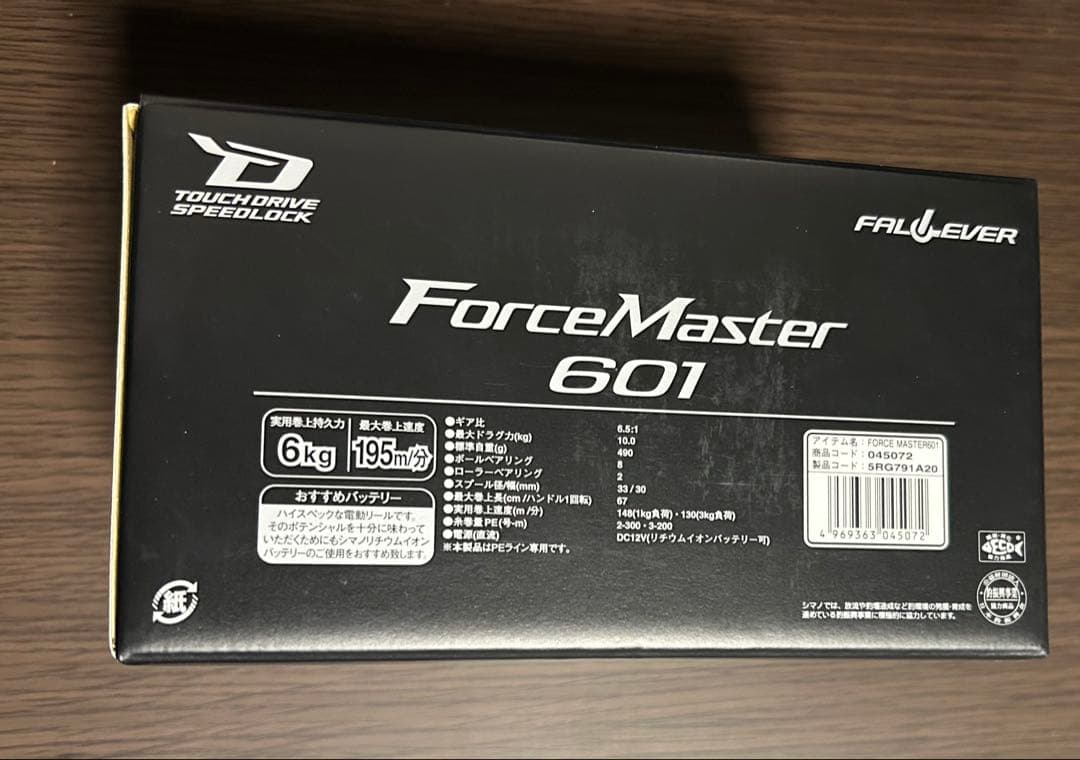 TOUCH DRIVE
SPEEDLOCK
FALLEVER
ForceMaster
601
実用巻上持久力
6kg
最大巻上速度
195m/分
おすすめバッテリー
ハイスペックな電動リールです。
そのポテンシャルを十分に味わって
いただくためにもシマノリチウムイオン
バッテリーのご使用をおすすめ致します。
●ギア比 6.5:1
●最大ドラグ力(kg) 10.0
●標準自重(g) 490
●ボールベアリング 8
●ローラーベアリング 2
●スプール径/幅(mm) 33/30
●最大巻上長(cm/ハンドル1回転) 67
●実用巻上速度(m/分) 148(1kg負荷)・130(3kg負荷)
●糸巻量PE(号-m) 2-300・3-200
●電源(直流) DC12V(リチウムイオンバッテリー可)
※本製品はPEライン専用です。
アイテム名:FORCE MASTER601
商品コード:045072
製品コード:5RG791A20
4 969363 045072
紙
シマノでは、放流や釣場造成など釣環境の発展・育成を
進めている釣振興事業に積極的に協力しています。
釣振興事業
協力商品